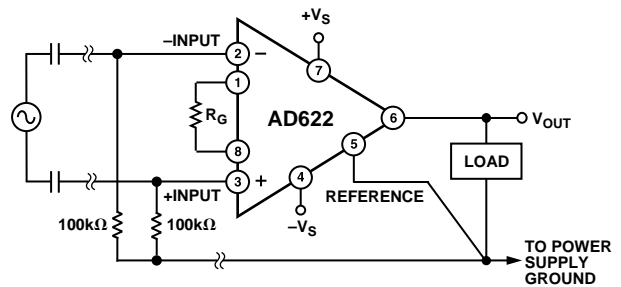 +VS
–INPUT
2
–
7
1
RG
AD622
6
VOUT
8
5
LOAD
3
+
4
+INPUT
REFERENCE
100kΩ
100kΩ
–VS
TO POWER
SUPPLY
GROUND